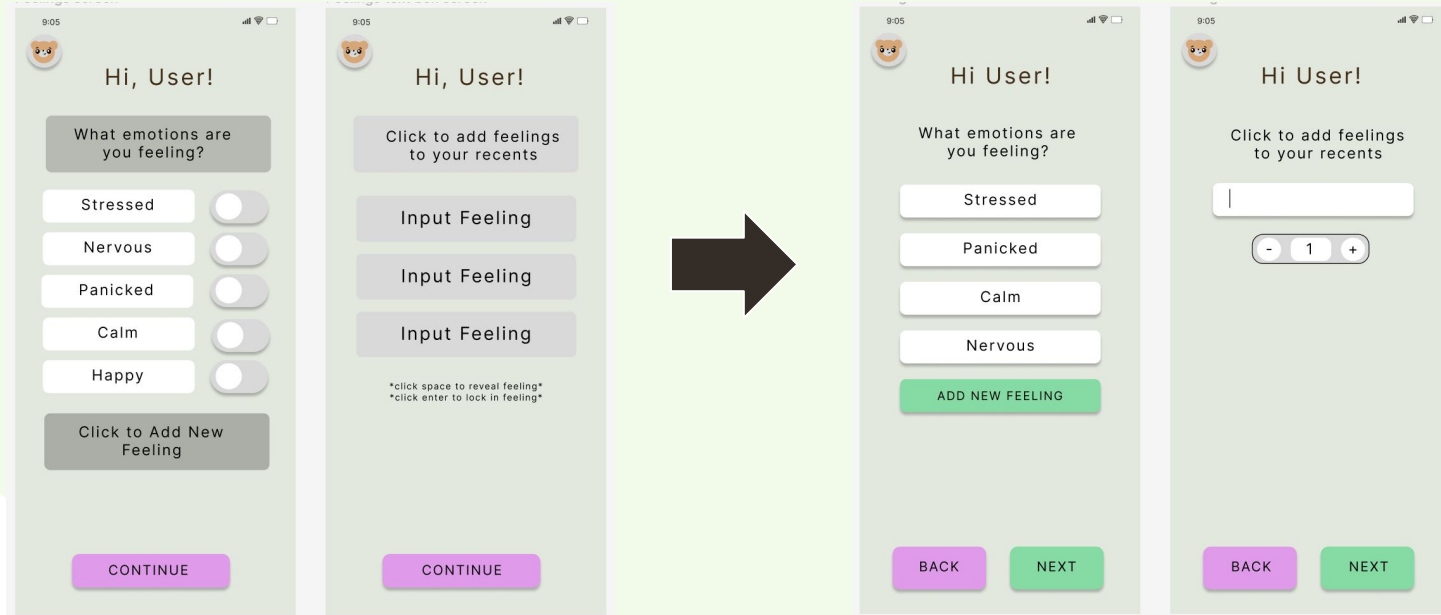 9:05
Hi, User!
What emotions are
you feeling?
Stressed
Nervous
Panicked
Calm
Happy
Click to Add New
Feeling
CONTINUE
9:05
Hi, User!
Click to add feelings
to your recents
Input Feeling
Input Feeling
Input Feeling
*click space to reveal feeling*
*click enter to lock in feeling*
CONTINUE
9:05
Hi User!
What emotions are
you feeling?
Stressed
Panicked
Calm
Nervous
ADD NEW FEELING
BACK
NEXT
9:05
Hi User!
Click to add feelings
to your recents
- 1 +
BACK
NEXT